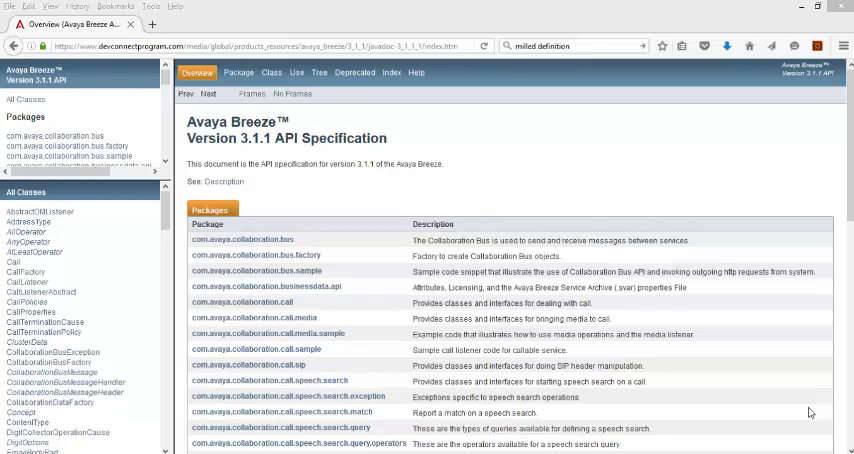 File Edit View History Bookmarks Tools Help
Overview (Avaya Breeze A...
https://www.devconnectprogram.com/media/global/products_resources/avaya_breeze/3_1_1/javadoc-3_1_1_1/index.htm
milled definition
Avaya Breeze™
Version 3.1.1 API
All Classes
Packages
com.avaya.collaboration.bus
com.avaya.collaboration.bus.factory
com.avaya.collaboration.bus.sample
com.avaya.collaboration.businessdata.api
All Classes
AbstractDMListener
AddressType
AllOperator
AnyOperator
AtLeastOperator
Call
CallFactory
CallListener
CallListenerAbstract
CallPolicies
CallProperties
CallTerminationCause
CallTerminationPolicy
ClusterData
CollaborationBusException
CollaborationBusFactory
CollaborationBusMessage
CollaborationBusMessageHandler
CollaborationBusMessageHeader
CollaborationDataFactory
Concept
ContentType
DigitCollectorOperationCause
DigitOptions
EmailBodyPart
Overview Package Class Use Tree Deprecated Index Help
Avaya Breeze™
Version 3.1.1 API
Prev Next Frames No Frames
Avaya Breeze™
Version 3.1.1 API Specification
This document is the API specification for version 3.1.1 of the Avaya Breeze.
See: Description
Packages
Package Description
com.avaya.collaboration.bus The Collaboration Bus is used to send and receive messages between services.
com.avaya.collaboration.bus.factory Factory to create Collaboration Bus objects.
com.avaya.collaboration.bus.sample Sample code snippet that illustrate the use of Collaboration Bus API and invoking outgoing http requests from system.
com.avaya.collaboration.businessdata.api Attributes, Licensing, and the Avaya Breeze Service Archive (.svar) properties File
com.avaya.collaboration.call Provides classes and interfaces for dealing with call.
com.avaya.collaboration.call.media Provides classes and interfaces for bringing media to call.
com.avaya.collaboration.call.media.sample Example code that illustrates how to use media operations and the media listener.
com.avaya.collaboration.call.sample Sample call listener code for callable service.
com.avaya.collaboration.call.sip Provides classes and interfaces for doing SIP header manipulation.
com.avaya.collaboration.call.speech.search Provides classes and interfaces for starting speech search on a call.
com.avaya.collaboration.call.speech.search.exception Exceptions specific to speech search operations.
com.avaya.collaboration.call.speech.search.match Report a match on a speech search.
com.avaya.collaboration.call.speech.search.query These are the types of queries available for defining a speech search.
com.avaya.collaboration.call.speech.search.query.operators These are the operators available for a speech search query.